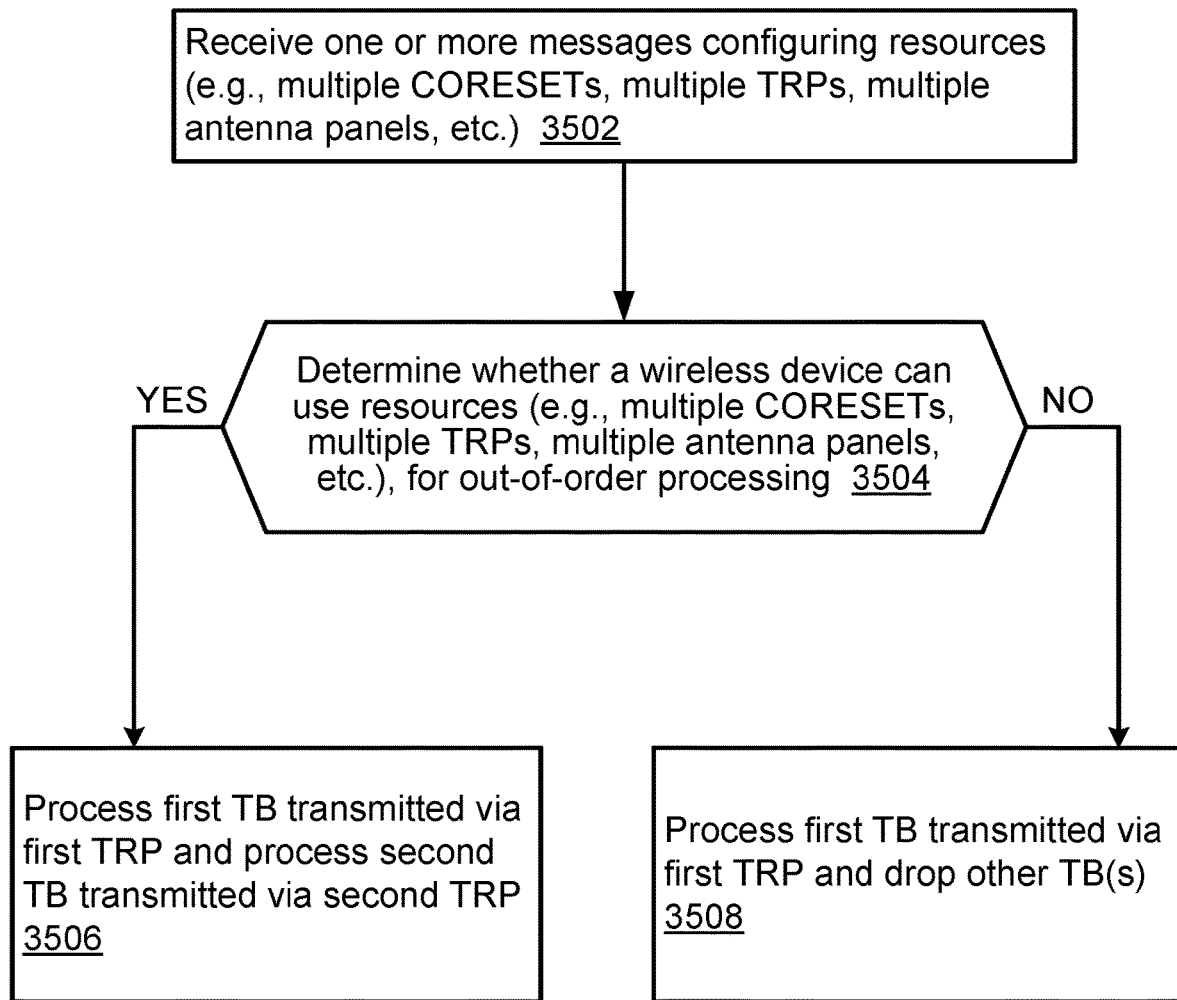 Receive one or more messages configuring resources
(e.g., multiple CORESETs, multiple TRPs, multiple
antenna panels, etc.) 3502
Determine whether a wireless device can
use resources (e.g., multiple CORESETs,
multiple TRPs, multiple antenna panels,
etc.), for out-of-order processing 3504
YES
NO
Process first TB transmitted via
first TRP and process second
TB transmitted via second TRP
3506
Process first TB transmitted via
first TRP and drop other TB(s)
3508